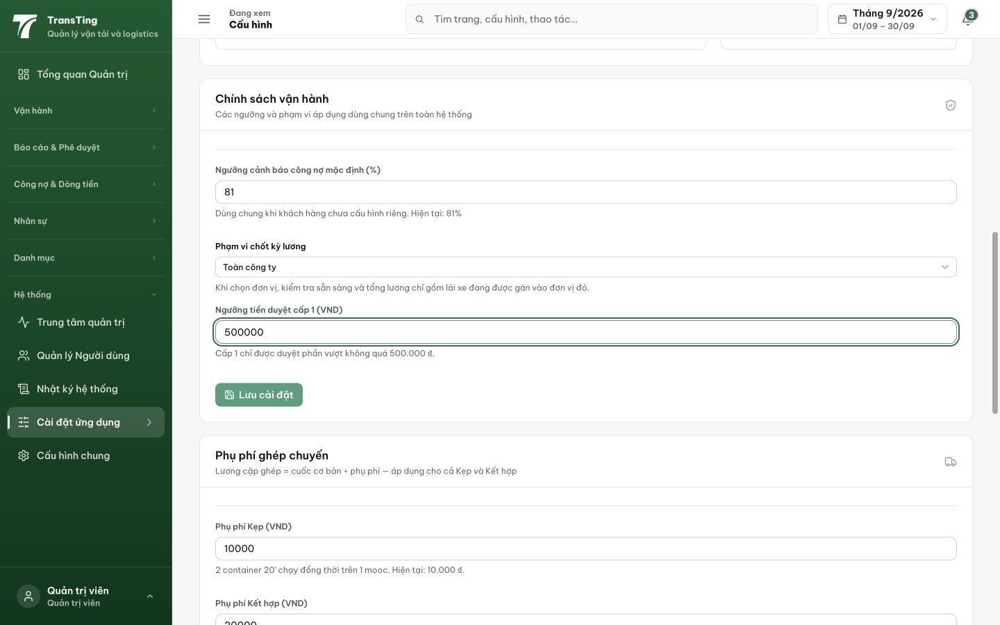 TransTing
Quản lý vận tải và logistics
Tổng quan Quản trị
Vận hành
Báo cáo & Phê duyệt
Công nợ & Dòng tiền
Nhân sự
Danh mục
Hệ thống
Trung tâm quản trị
Quản lý Người dùng
Nhật ký hệ thống
Cài đặt ứng dụng
Cấu hình chung
Quản trị viên
Quản trị viên
Đang xem
Cấu hình
Tìm trang, cấu hình, thao tác...
Tháng 9/2026
01/09 – 30/09
3
Chính sách vận hành
Các ngưỡng và phạm vi áp dụng dùng chung trên toàn hệ thống
Ngưỡng cảnh báo công nợ mặc định (%)
81
Dùng chung khi khách hàng chưa cấu hình riêng. Hiện tại: 81%
Phạm vi chốt kỳ lương
Toàn công ty
Khi chọn đơn vị, kiểm tra sẵn sàng và tổng lương chỉ gồm lái xe đang được gán vào đơn vị đó.
Ngưỡng tiền duyệt cấp 1 (VND)
500000
Cấp 1 chỉ được duyệt phần vượt không quá 500.000 ₫.
Lưu cài đặt
Phụ phí ghép chuyến
Lương cặp ghép = cuốc cơ bản + phụ phí — áp dụng cho cả Kẹp và Kết hợp
Phụ phí Kẹp (VND)
10000
2 container 20' chạy đồng thời trên 1 mooc. Hiện tại: 10.000 ₫.
Phụ phí Kết hợp (VND)
20000